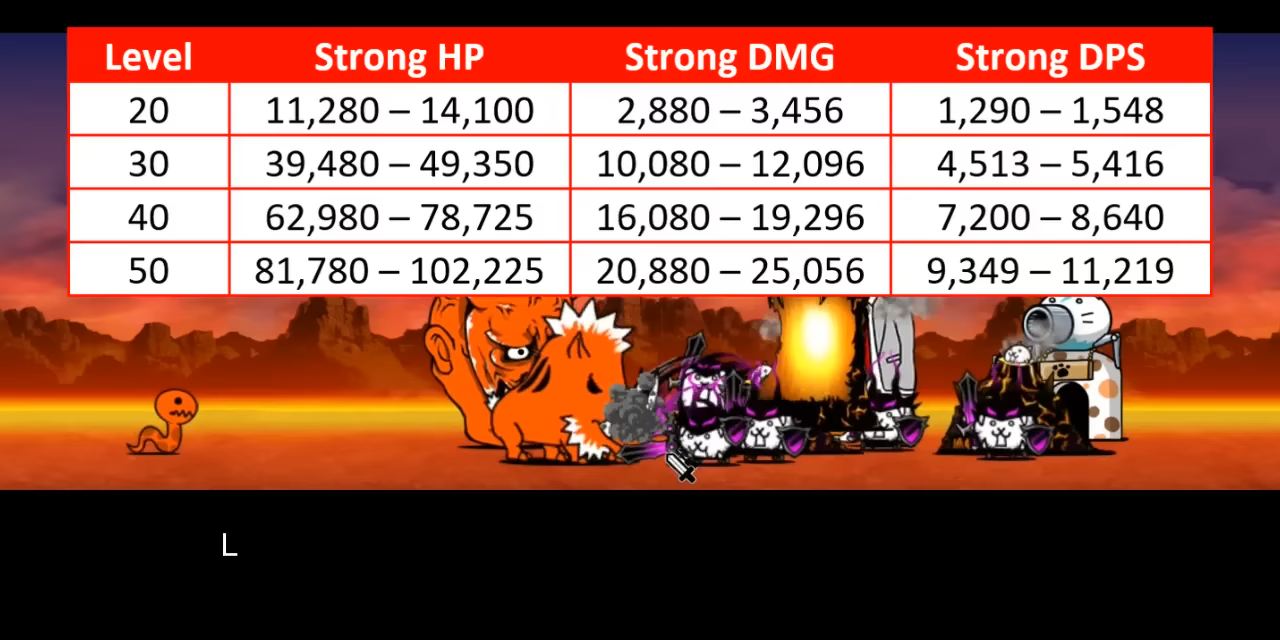 Level Strong HP Strong DMG Strong DPS
20 11,280 – 14,100 2,880 – 3,456 1,290 – 1,548
30 39,480 – 49,350 10,080 – 12,096 4,513 – 5,416
40 62,980 – 78,725 16,080 – 19,296 7,200 – 8,640
50 81,780 – 102,225 20,880 – 25,056 9,349 – 11,219
L